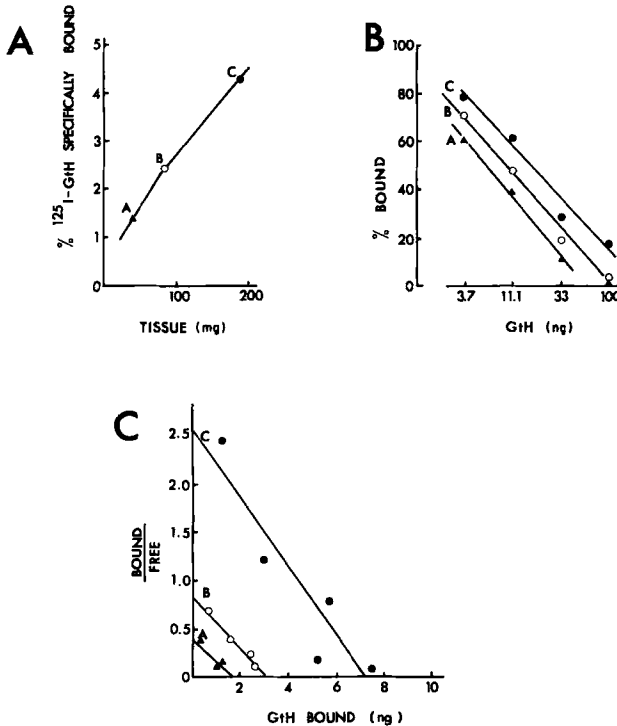 A
% 125I-GtH SPECIFICALLY BOUND
5
4
3
2
1
0
A
B
C
100
200
TISSUE (mg)
B
% BOUND
100
80
60
40
20
0
C
B
A
3.7
11.1
33
100
GtH (ng)
C
BOUND
FREE
2.5
2.0
1.5
1.0
0.5
0
C
B
2
4
6
8
10
GtH BOUND (ng)